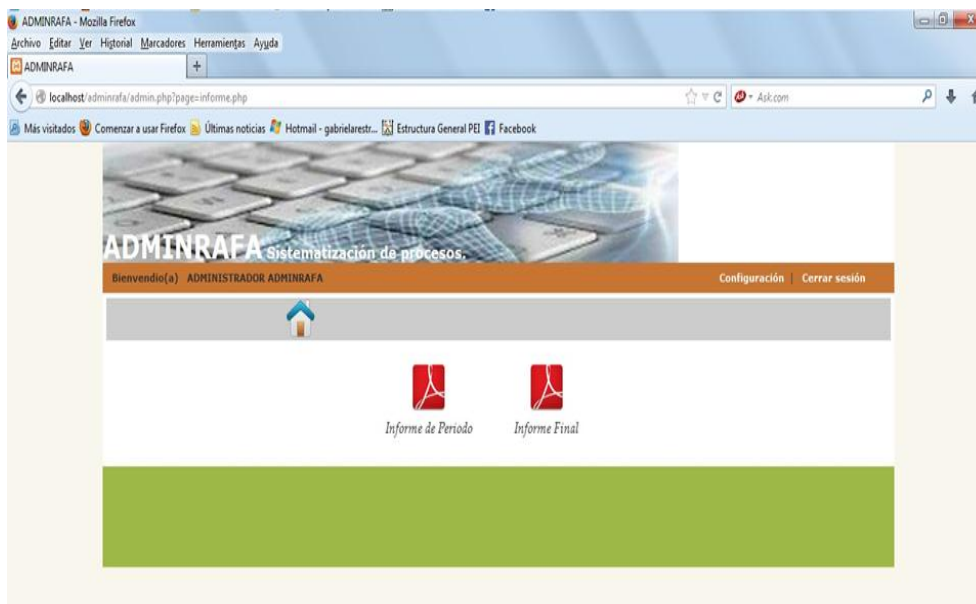 ADMINRAFA - Mozilla Firefox
Archivo Editar Ver Historial Marcadores Herramientas Ayuda
ADMINRAFA +
localhost/adminrafa/admin.php?page=informe.php Ask.com
Más visitados Comenzar a usar Firefox Últimas noticias Hotmail - gabrielarestr... Estructura General PEI Facebook
ADMINRAFA Sistematización de procesos.
Bienvendio(a) ADMINISTRADOR ADMINRAFA Configuración | Cerrar sesión
Informe de Periodo Informe Final